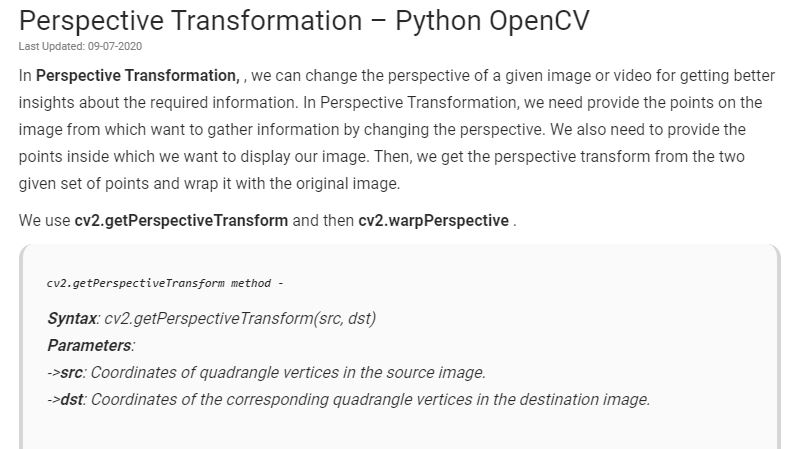 Perspective Transformation – Python OpenCV
Last Updated: 09-07-2020
In Perspective Transformation, , we can change the perspective of a given image or video for getting better
insights about the required information. In Perspective Transformation, we need provide the points on the
image from which want to gather information by changing the perspective. We also need to provide the
points inside which we want to display our image. Then, we get the perspective transform from the two
given set of points and wrap it with the original image.
We use cv2.getPerspectiveTransform and then cv2.warpPerspective .
cv2.getPerspectiveTransform method -
Syntax: cv2.getPerspectiveTransform(src, dst)
Parameters:
->src: Coordinates of quadrangle vertices in the source image.
->dst: Coordinates of the corresponding quadrangle vertices in the destination image.